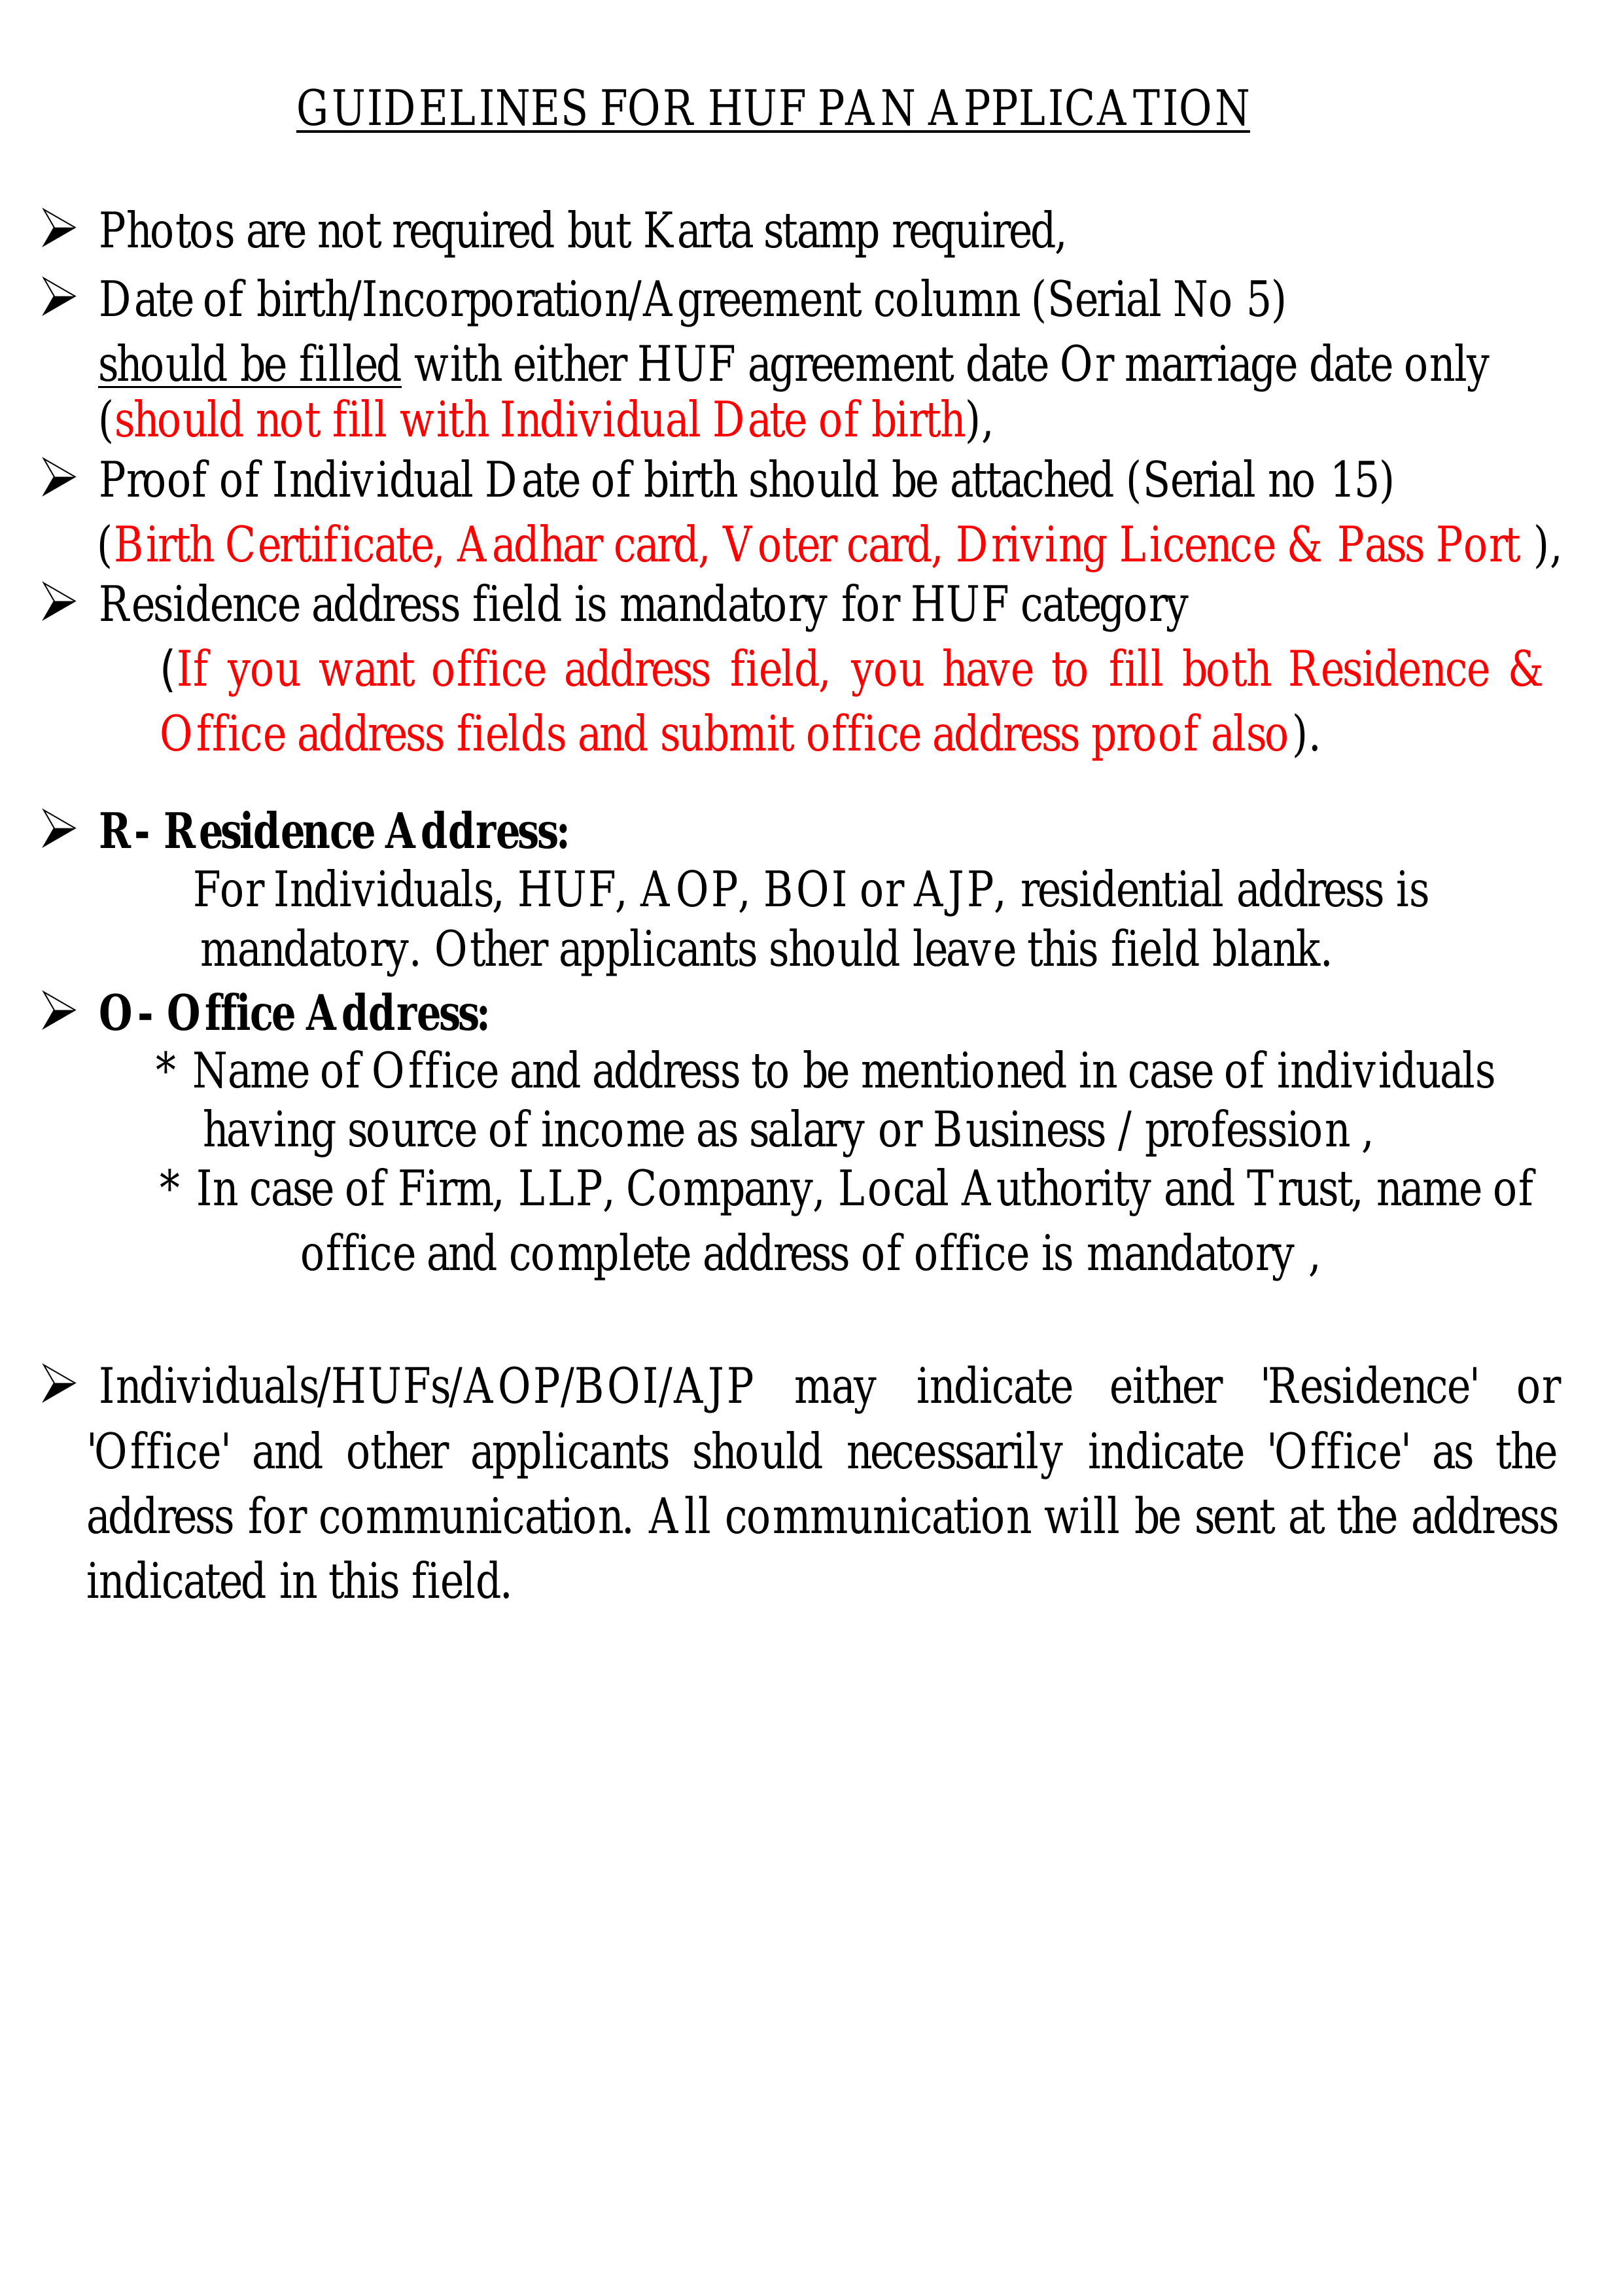 GUIDELINES FOR HUF PAN APPLICATION
➢ Photos are not required but Karta stamp required,
➢ Date of birth/Incorporation/Agreement column (Serial No 5)
should be filled with either HUF agreement date Or marriage date only
(should not fill with Individual Date of birth),
➢ Proof of Individual Date of birth should be attached (Serial no 15)
(Birth Certificate, Aadhar card, Voter card, Driving Licence & Pass Port ),
➢ Residence address field is mandatory for HUF category
(If you want office address field, you have to fill both Residence &
Office address fields and submit office address proof also).
➢ R- Residence Address:
For Individuals, HUF, AOP, BOI or AJP, residential address is
mandatory. Other applicants should leave this field blank.
➢ O- Office Address:
* Name of Office and address to be mentioned in case of individuals
having source of income as salary or Business / profession ,
* In case of Firm, LLP, Company, Local Authority and Trust, name of
office and complete address of office is mandatory ,
➢ Individuals/HUFs/AOP/BOI/AJP may indicate either 'Residence' or
'Office' and other applicants should necessarily indicate 'Office' as the
address for communication. All communication will be sent at the address
indicated in this field.